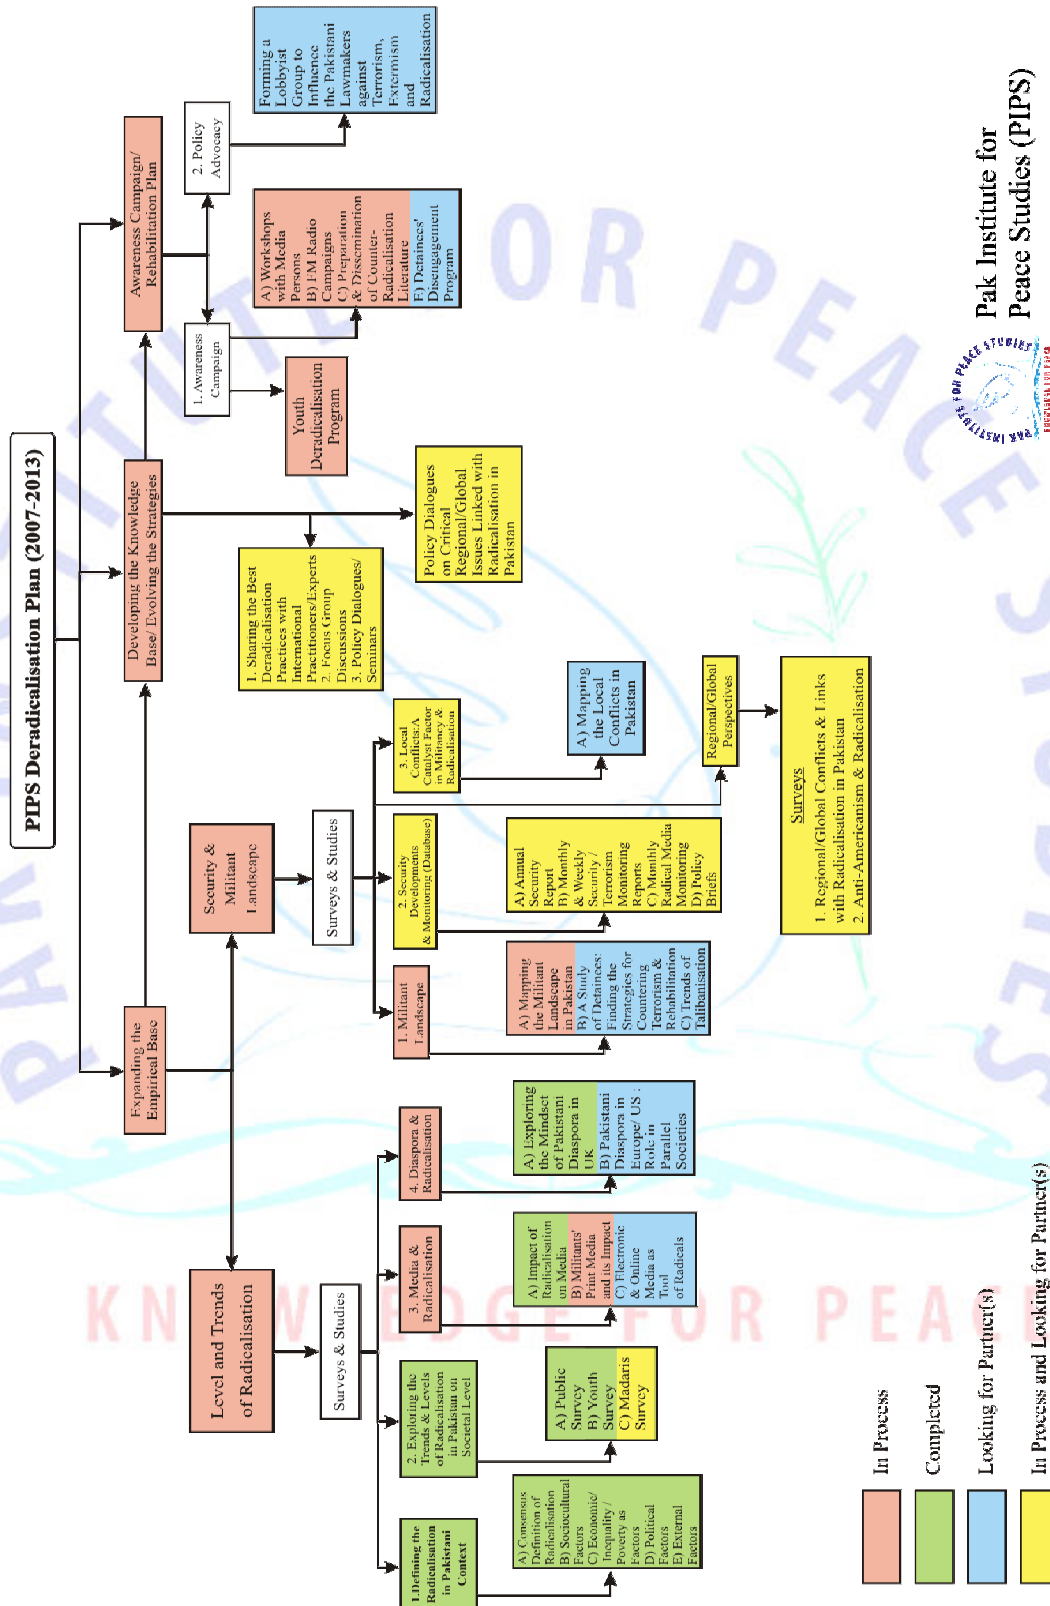 PIPS Deradicalisation Plan (2007-2013)
Expanding the
Empirical Base
Developing the Knowledge
Base/ Evolving the Strategies
Awareness Campaign/
Rehabilitation Plan
Level and Trends
of Radicalisation
Security &
Militant
Landscape
1. Awareness
Campaign
2. Policy
Advocacy
Surveys & Studies
Surveys & Studies
1. Sharing the Best
Deradicalisation
Practices with
International
Practitioners/Experts
2. Focus Group
Discussions
3. Policy Dialogues/
Seminars
Youth
Deradicalisation
Program
A) Workshops
with Media
Persons
B) FM Radio
Campaigns
C) Preparation
& Dissemination
of Counter-
Radicalisation
Literature
E) Detainees'
Disengagement
Program
Forming a
Lobbyist
Group to
Influence
the Pakistani
Lawmakers
against
Terrorism,
Extermism
and
Radicalisation
1.Defining the
Radicalisation
in Pakistani
Context
2. Exploring the
Trends & Levels
of Radicalisation
in Pakistan on
Societal Level
3. Media &
Radicalisation
4. Diaspora &
Radicalisation
1. Militant
Landscape
2. Security
Developments
& Monitoring (Database)
3. Local
Conflicts: A
Catalyst Factor
in Militancy &
Radicalisation
Policy Dialogues
on Critical
Regional/Global
Issues Linked with
Radicalisation in
Pakistan
A) Consensus
Definition of
Radicalisation
B) Sociocultural
Factors
C) Economic/
Inequality /
Poverty as
Factors
D) Political
Factors
E) External
Factors
A) Public
Survey
B) Youth
Survey
C) Madaris
Survey
A) Impact of
Radicalisation
on Media
B) Militants'
Print Media
and its Impact
C) Electronic
& Online
Media as
Tool
of Radicals
A) Exploring
the Mindset
of Pakistani
Diaspora in
UK
B) Pakistani
Diaspora in
Europe/ US :
Role in
Parallel
Societies
A) Mapping
the Militant
Landscape
in Pakistan
B) A Study
of Detainees:
Finding the
Strategies for
Countering
Terrorism &
Rehabilitation
C) Trends of
Talibanisation
A) Annual
Security
Report
B) Monthly
& Weekly
Security /
Terrorism
Monitoring
Reports
C) Monthly
Radical Media
Monitoring
D) Policy
Briefs
A) Mapping
the Local
Conflicts in
Pakistan
Regional/Global
Perspectives
Surveys
1. Regional/Global Conflicts & Links
with Radicalisation in Pakistan
2. Anti-Americanism & Radicalisation
In Process
Completed
Looking for Partner(s)
In Process and Looking for Partner(s)
PAK INSTITUTE FOR PEACE STUDIES
Pak Institute for
Peace Studies (PIPS)
PAK INSTITUTE FOR PEACE STUDIES
KNOWLEDGE FOR PEACE